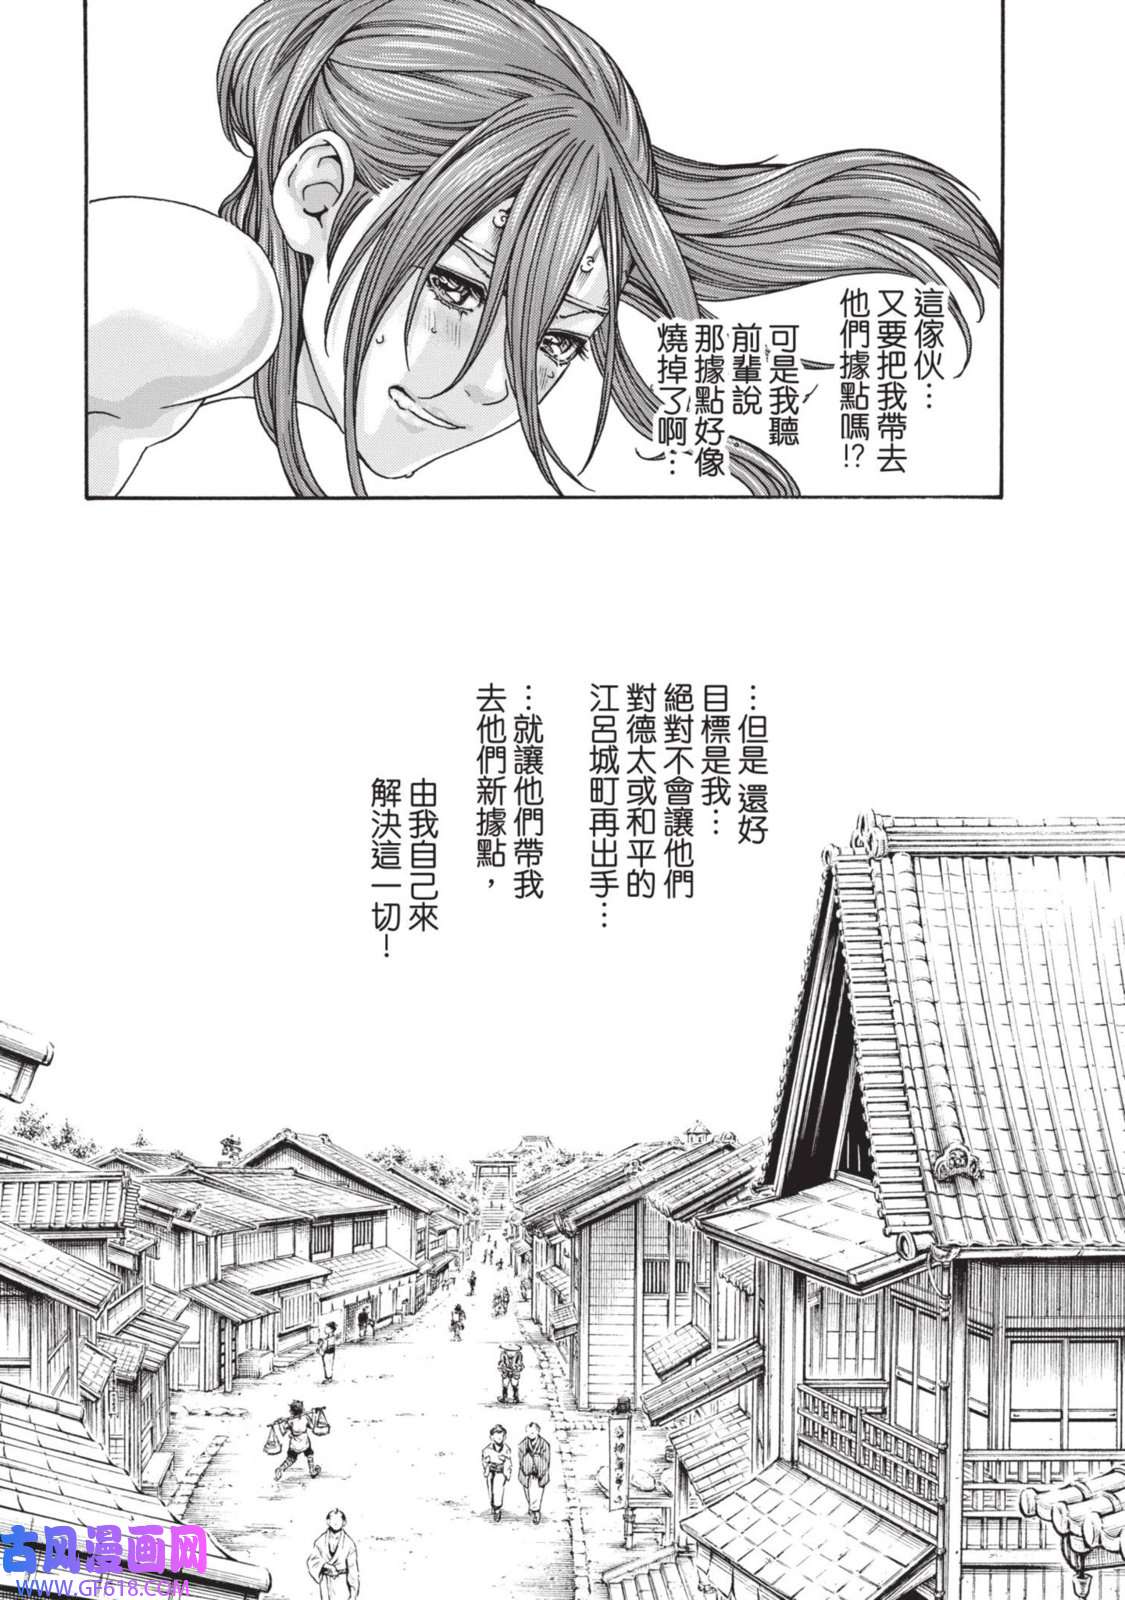 這傢伙…
又要把我帶去
他們據點嗎!?
可是我聽
前輩說
那據點好像
燒掉了啊…
…但是 還好
目標是我…
絕對不會讓他們
對德太或和平的
江呂城町再出手…
…就讓他們帶我
去他們新據點，
由我自己來
解決這一切！
古风漫画网
WWW.GF618.COM